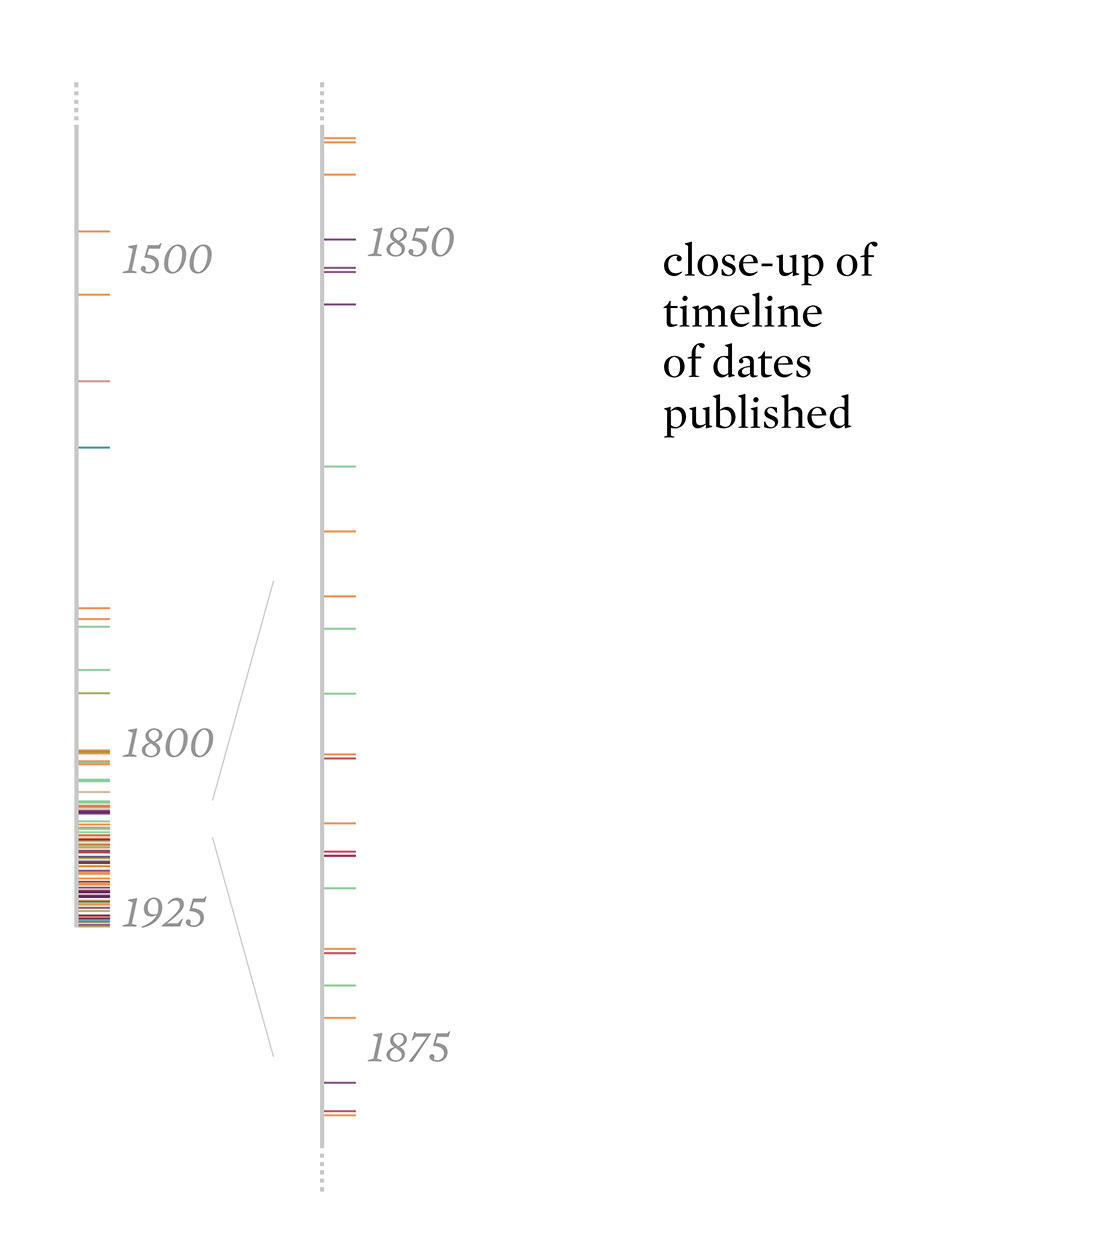 1500
1800
1925
1850
1875
close-up of
timeline
of dates
published